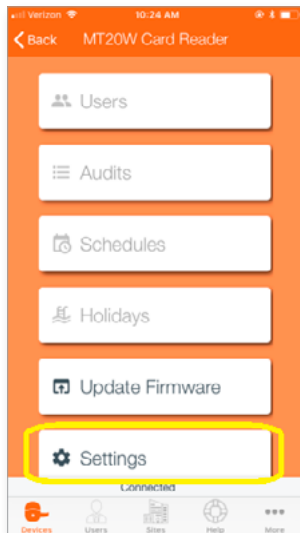 Verizon 10:24 AM
Back MT20W Card Reader
Users
Audits
Schedules
Holidays
Update Firmware
Settings
Connected
Devices Users Sites Help More